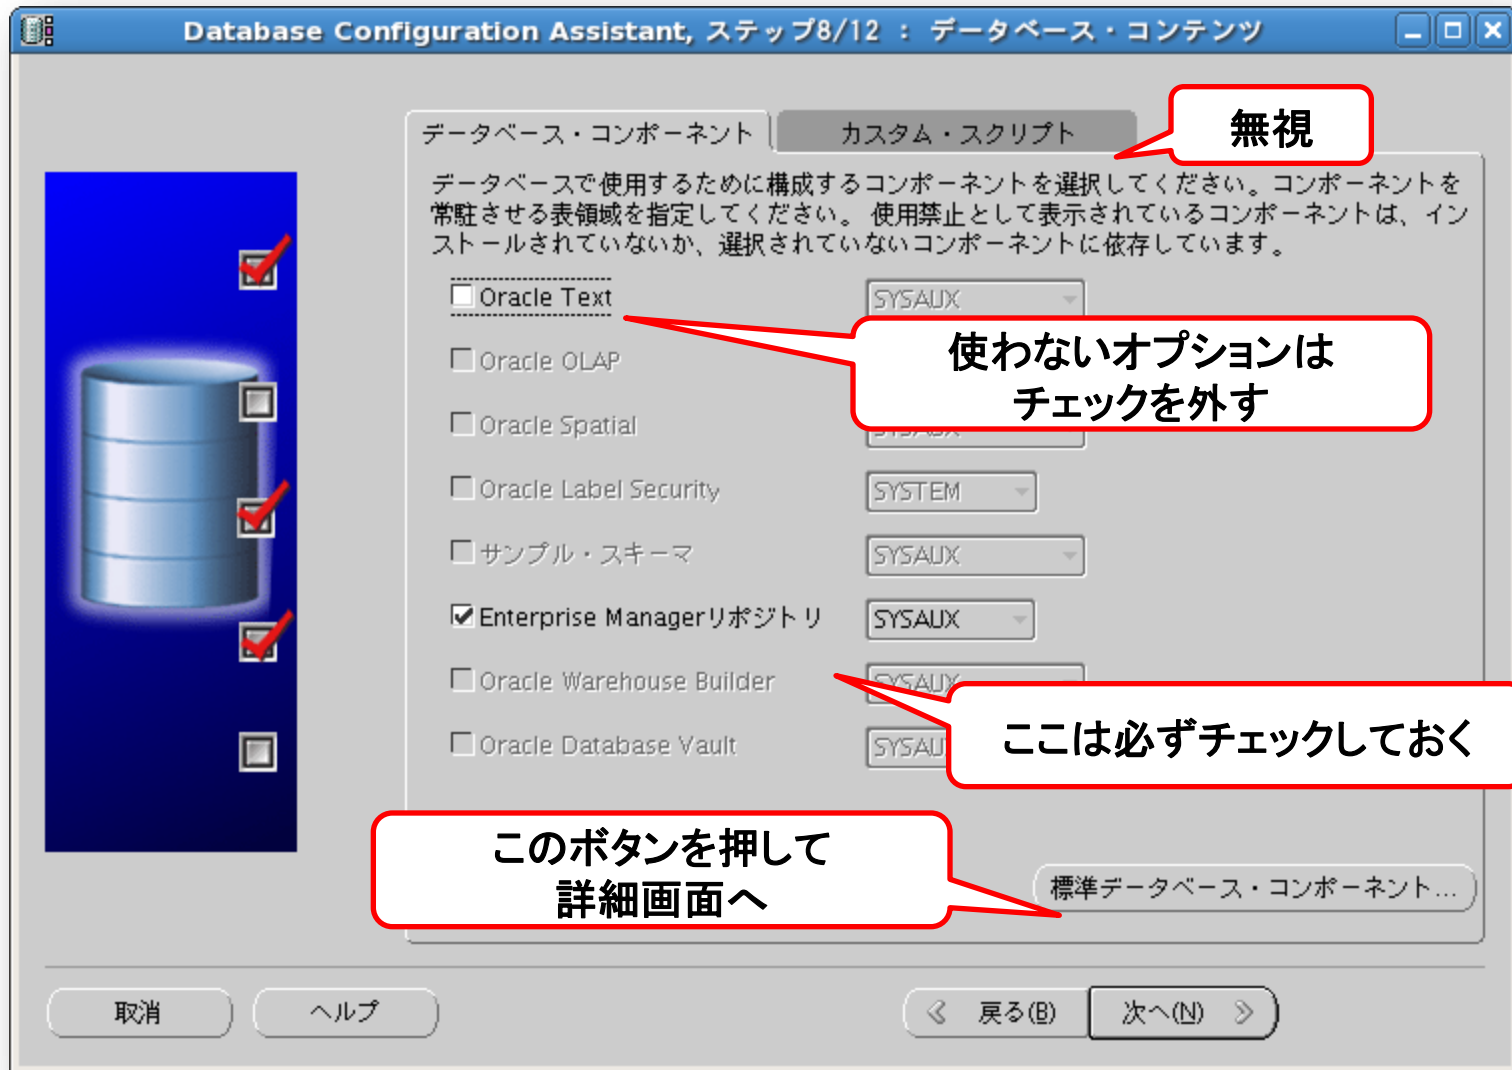 Database Configuration Assistant, ステップ8/12 : データベース・コンテンツ
データベース・コンポーネント
カスタム・スクリプト
無視
データベースで使用するために構成するコンポーネントを選択してください。コンポーネントを
常駐させる表領域を指定してください。 使用禁止として表示されているコンポーネントは、イン
ストールされていないか、選択されていないコンポーネントに依存しています。
Oracle Text
SYSAUX
使わないオプションは
チェックを外す
Oracle OLAP
Oracle Spatial
SYSAUX
Oracle Label Security
SYSTEM
サンプル・スキーマ
SYSAUX
Enterprise Managerリポジトリ
SYSAUX
Oracle Warehouse Builder
SYSAUX
ここは必ずチェックしておく
Oracle Database Vault
SYSAU
このボタンを押して
詳細画面へ
標準データベース・コンポーネント...
取消
ヘルプ
戻る(B)
次へ(N)